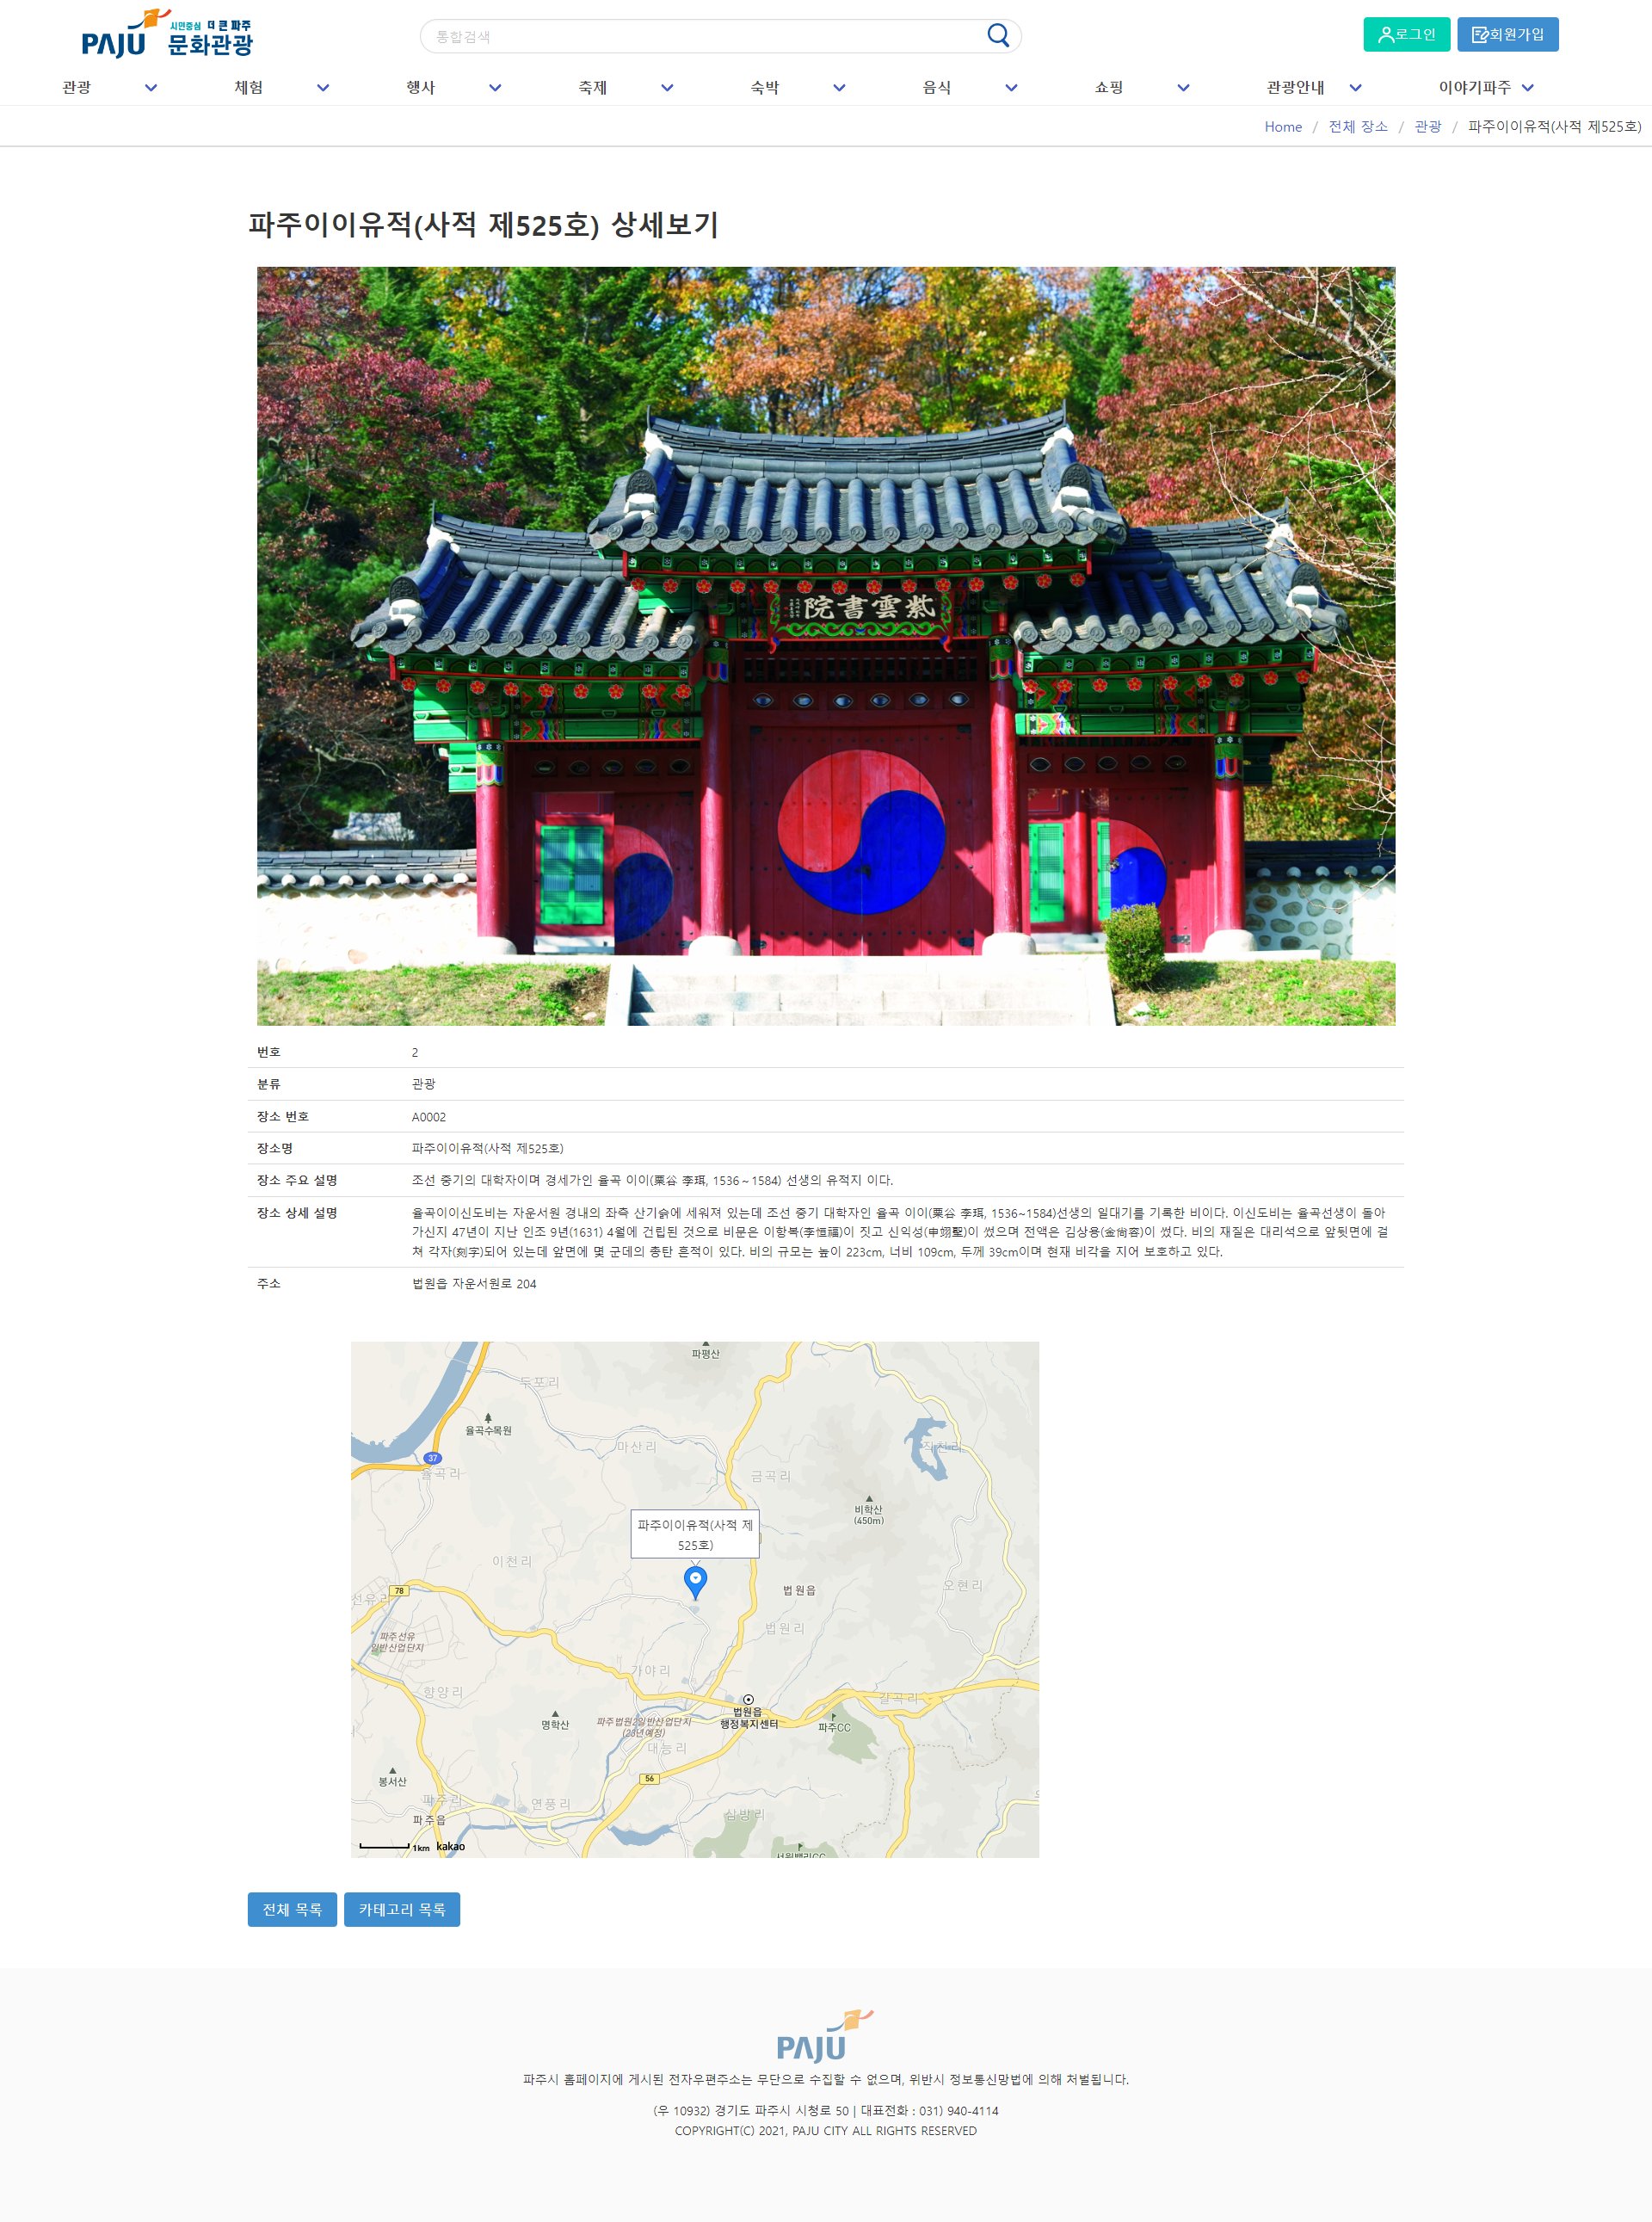 PAJU 시민중심 더 큰 파주 문화관광
통합검색
로그인 회원가입
관광 체험 행사 축제 숙박 음식 쇼핑 관광안내 이야기파주
Home / 전체 장소 / 관광 / 파주이이유적(사적 제525호)
파주이이유적(사적 제525호) 상세보기
院書雲紫
번호 2
분류 관광
장소 번호 A0002
장소명 파주이이유적(사적 제525호)
장소 주요 설명 조선 중기의 대학자이며 경세가인 율곡 이이(栗谷 李珥, 1536～1584) 선생의 유적지 이다.
장소 상세 설명 율곡이이신도비는 자운서원 경내의 좌측 산기슭에 세워져 있는데 조선 중기 대학자인 율곡 이이(栗谷 李珥, 1536~1584)선생의 일대기를 기록한 비이다. 이신도비는 율곡선생이 돌아
가신지 47년이 지난 인조 9년(1631) 4월에 건립된 것으로 비문은 이항복(李恒福)이 짓고 신익성(申翊聖)이 썼으며 전액은 김상용(金尙容)이 썼다. 비의 재질은 대리석으로 앞뒷면에 걸
쳐 각자(刻字)되어 있는데 앞면에 몇 군데의 총탄 흔적이 있다. 비의 규모는 높이 223cm, 너비 109cm, 두께 39cm이며 현재 비각을 지어 보호하고 있다.
주소 법원읍 자운서원로 204
파평산
두포리
율곡수목원
마산리
직천리
37
율곡리
금곡리
비학산
(450m)
파주이이유적(사적 제
525호)
이천리
78
법원읍
오현리
선유리
법원리
파주선유
일반산업단지
가야리
향양리
갈곡리
법원읍
행정복지센터
명학산
파주법원2일반산업단지
(23년예정)
파주CC
대능리
봉서산
56
파주리
연풍리
삼방리
파주읍
1km kakao
서원밸리CC
전체 목록 카테고리 목록
PAJU
파주시 홈페이지에 게시된 전자우편주소는 무단으로 수집할 수 없으며, 위반시 정보통신망법에 의해 처벌됩니다.
(우 10932) 경기도 파주시 시청로 50 | 대표전화 : 031) 940-4114
COPYRIGHT(C) 2021, PAJU CITY ALL RIGHTS RESERVED